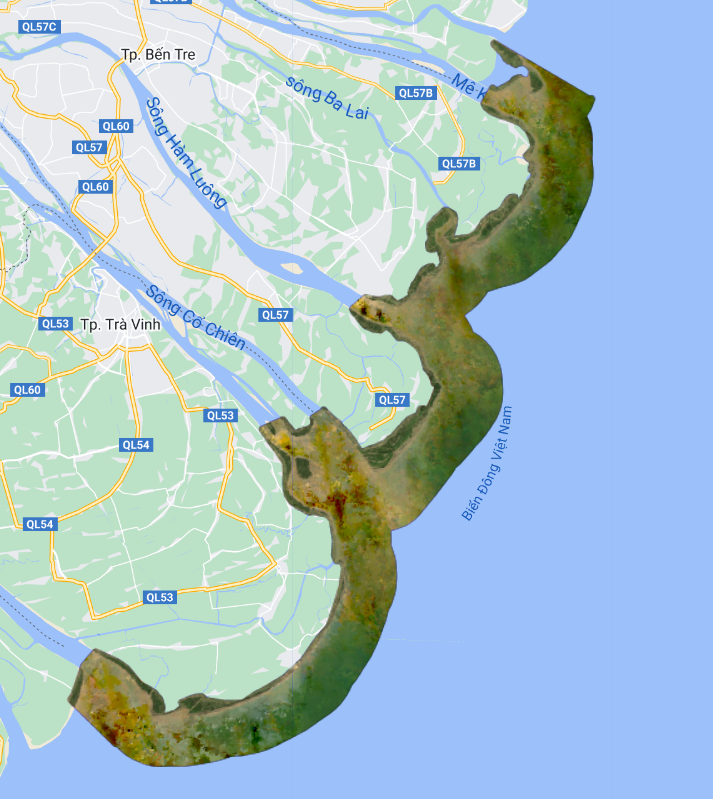 QL57C
Tp. Bến Tre
sông Ba Lai
QL57B
Mê K
Sông Hàm Luông
QL60
QL57
QL57B
QL60
Sông Cổ Chiên
QL57
QL53
Tp. Trà Vinh
QL60
QL57
QL53
Biển Đông Việt Nam
QL54
QL54
QL53